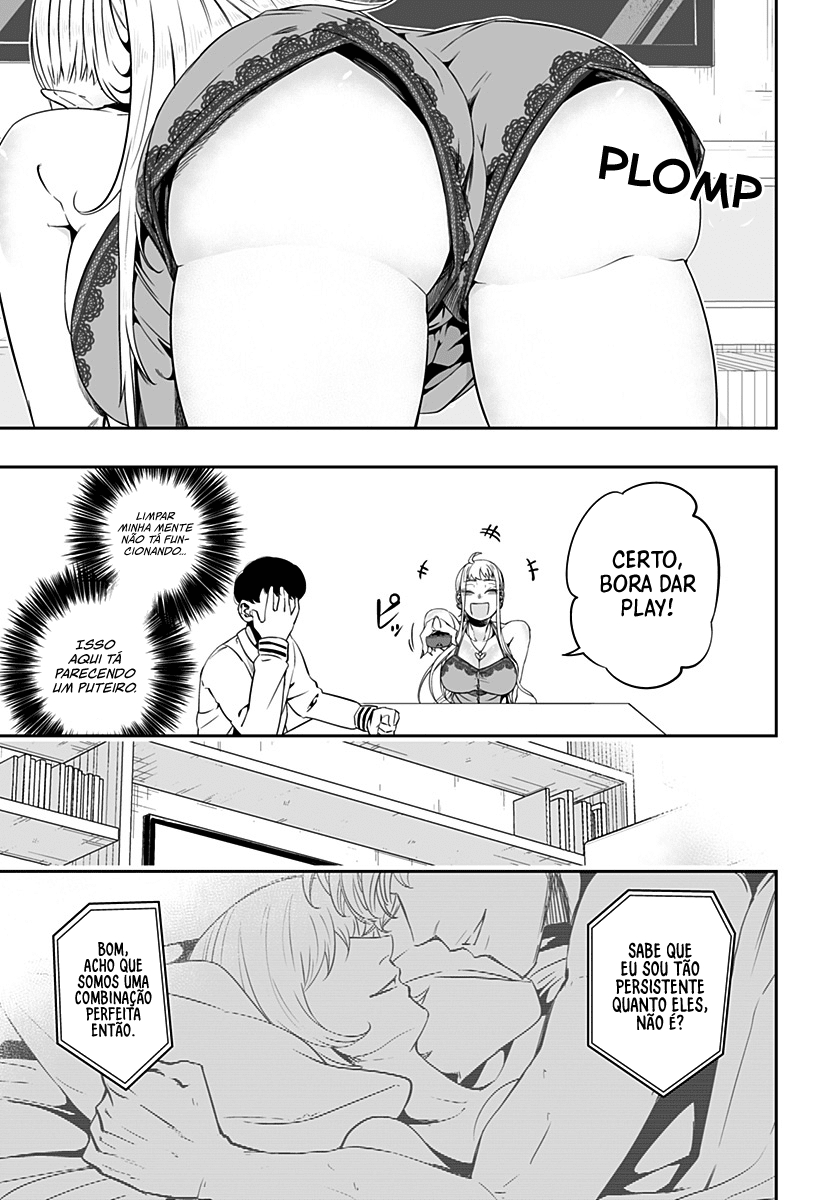 PLOMP
CERTO,
BORA DAR
PLAY!
ピッ
LIMPAR
MINHA MENTE
NÃO TÁ FUN-
CIONANDO...
ISSO
AQUI TÁ
PARECENDO
UM PUTEIRO.
SABE QUE
EU SOU TÃO
PERSISTENTE
QUANTO ELES,
NÃO É?
BOM,
ACHO QUE
SOMOS UMA
COMBINAÇÃO
PERFEITA
ENTÃO.